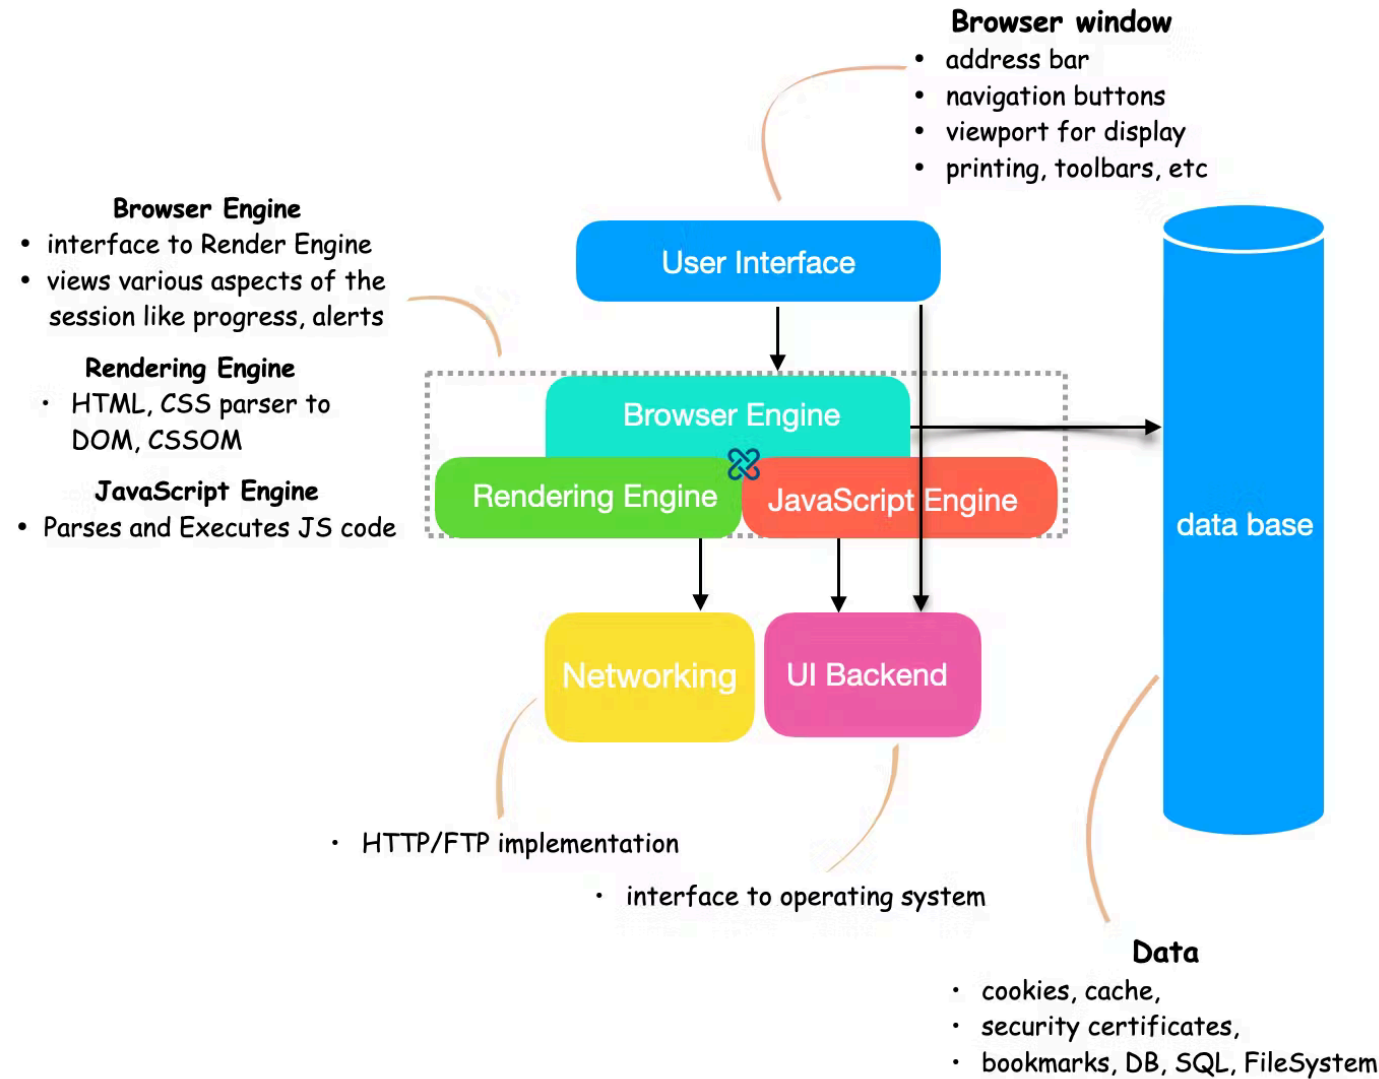 Browser window
• address bar
• navigation buttons
• viewport for display
• printing, toolbars, etc
Browser Engine
• interface to Render Engine
• views various aspects of the
session like progress, alerts
Rendering Engine
• HTML, CSS parser to
DOM, CSSOM
JavaScript Engine
• Parses and Executes JS code
User Interface
Browser Engine
Rendering Engine
JavaScript Engine
data base
Networking
UI Backend
• HTTP/FTP implementation
• interface to operating system
Data
• cookies, cache,
• security certificates,
• bookmarks, DB, SQL, FileSystem